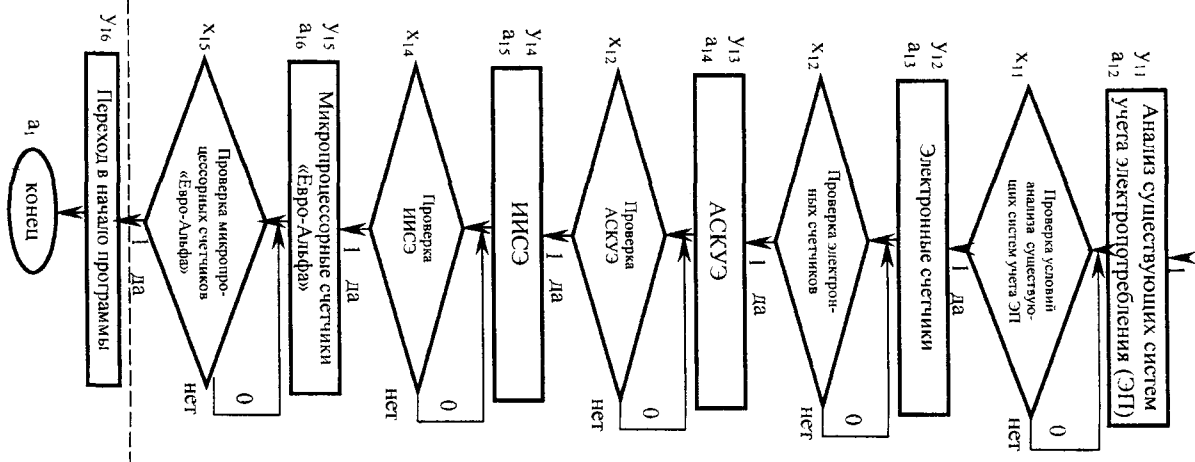 1
y₁₁
a₁₂
Анализ существующих систем
учета электропотребления (ЭП)
x₁₁
Проверка условий
анализа существую-
щих систем учета ЭП
0
нет
1 да
y₁₂
a₁₃
Электронные счетчики
x₁₂
Проверка электрон-
ных счетчиков
0
нет
1 да
y₁₃
a₁₄
АСКУЭ
x₁₂
Проверка
АСКУЭ
0
нет
1 да
y₁₄
a₁₅
ИИСЭ
x₁₄
Проверка
ИИСЭ
0
нет
1 да
y₁₅
a₁₆
Микропроцессорные счетчики
«Евро-Альфа»
x₁₅
Проверка микропро-
цессорных счетчиков
«Евро-Альфа»
0
нет
1 да
y₁₆
Переход в начало программы
a₁
конец